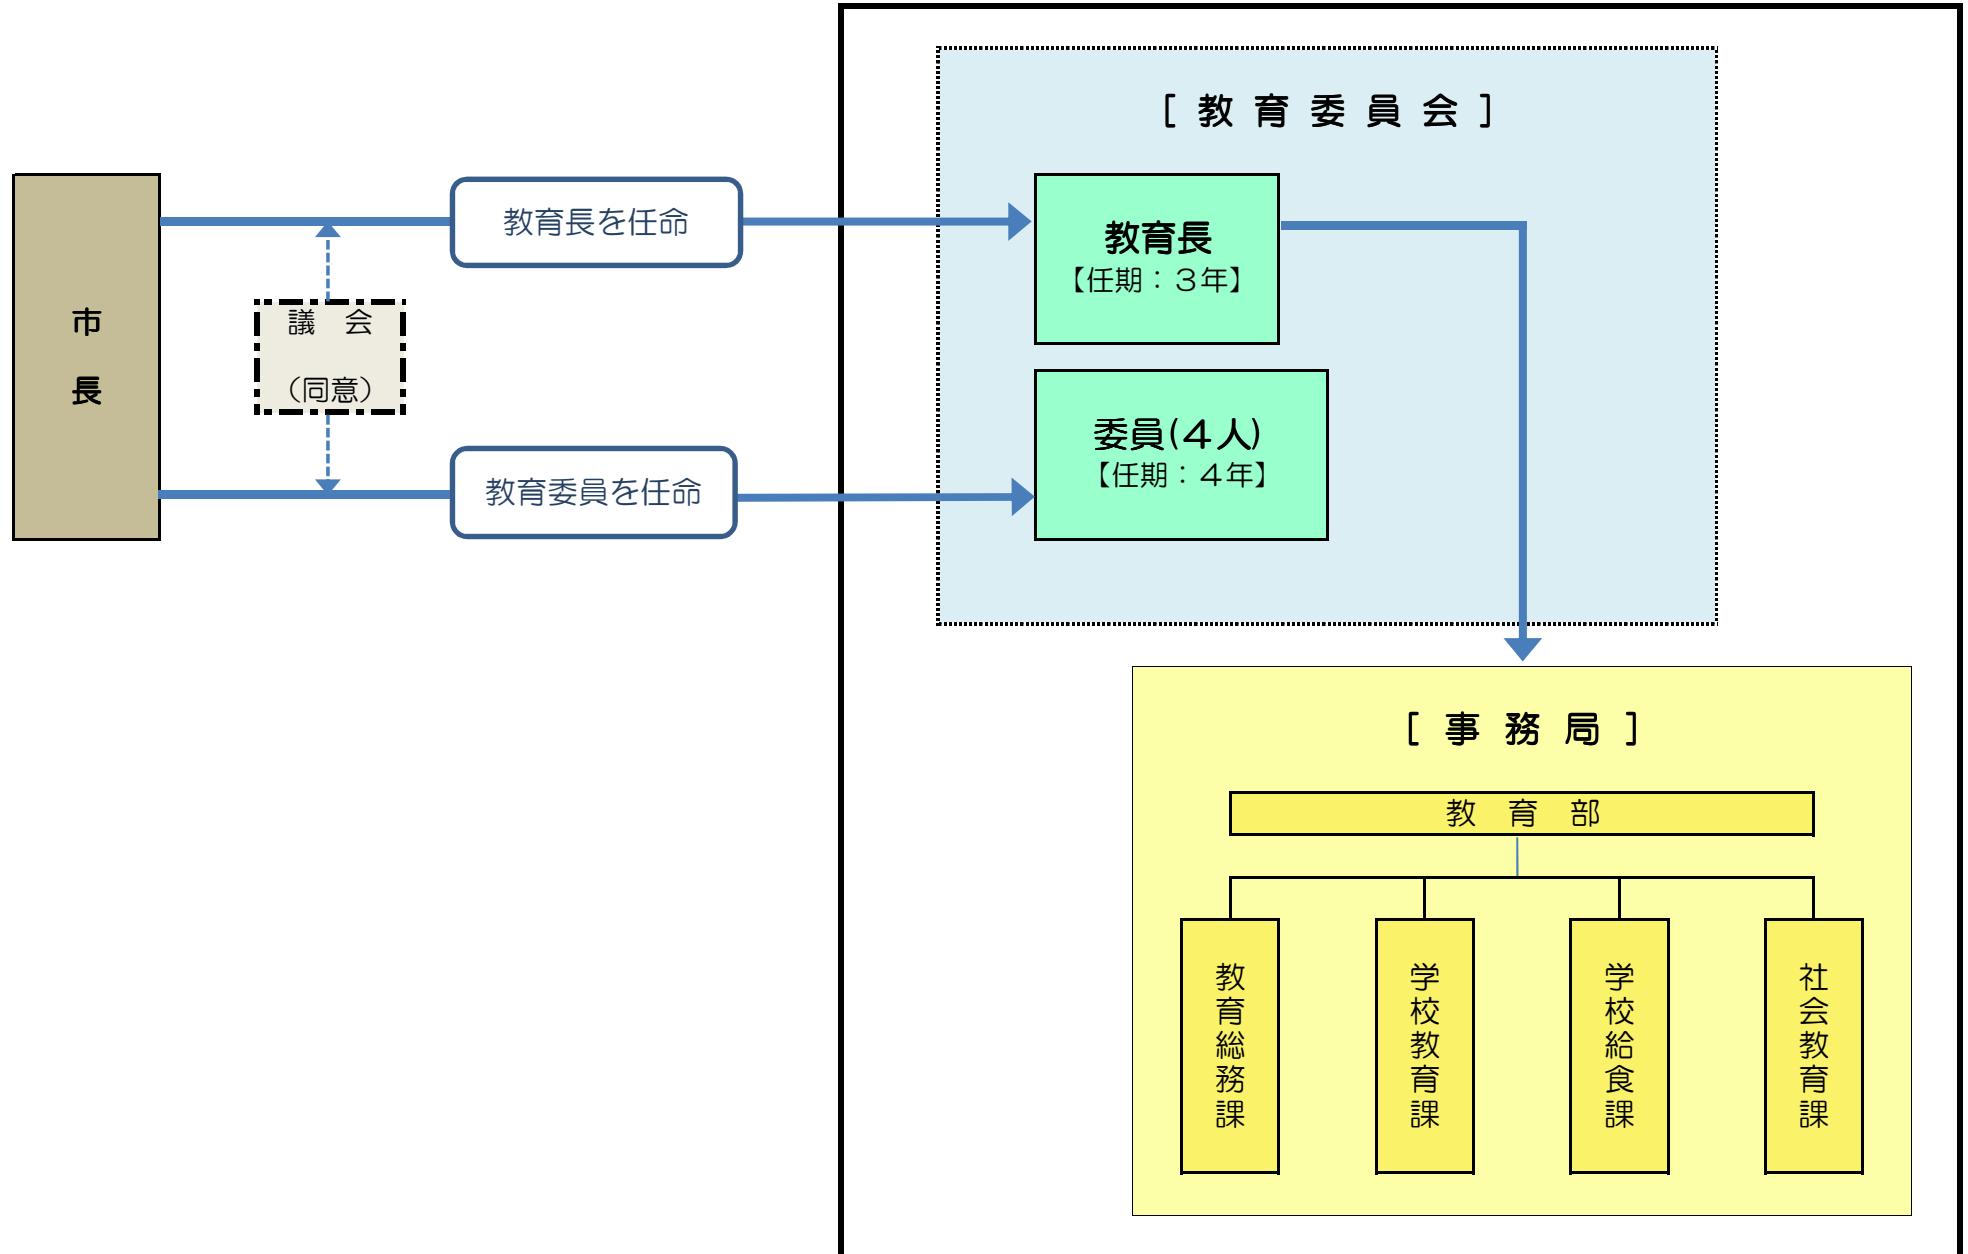 [ 教 育 委 員 会 ]
市
長
教育長を任命
議　会
（同意）
教育委員を任命
教育長
【任期：３年】
委員(４人)
【任期：４年】
[ 事 務 局 ]
教　育　部
教育総務課
学校教育課
学校給食課
社会教育課